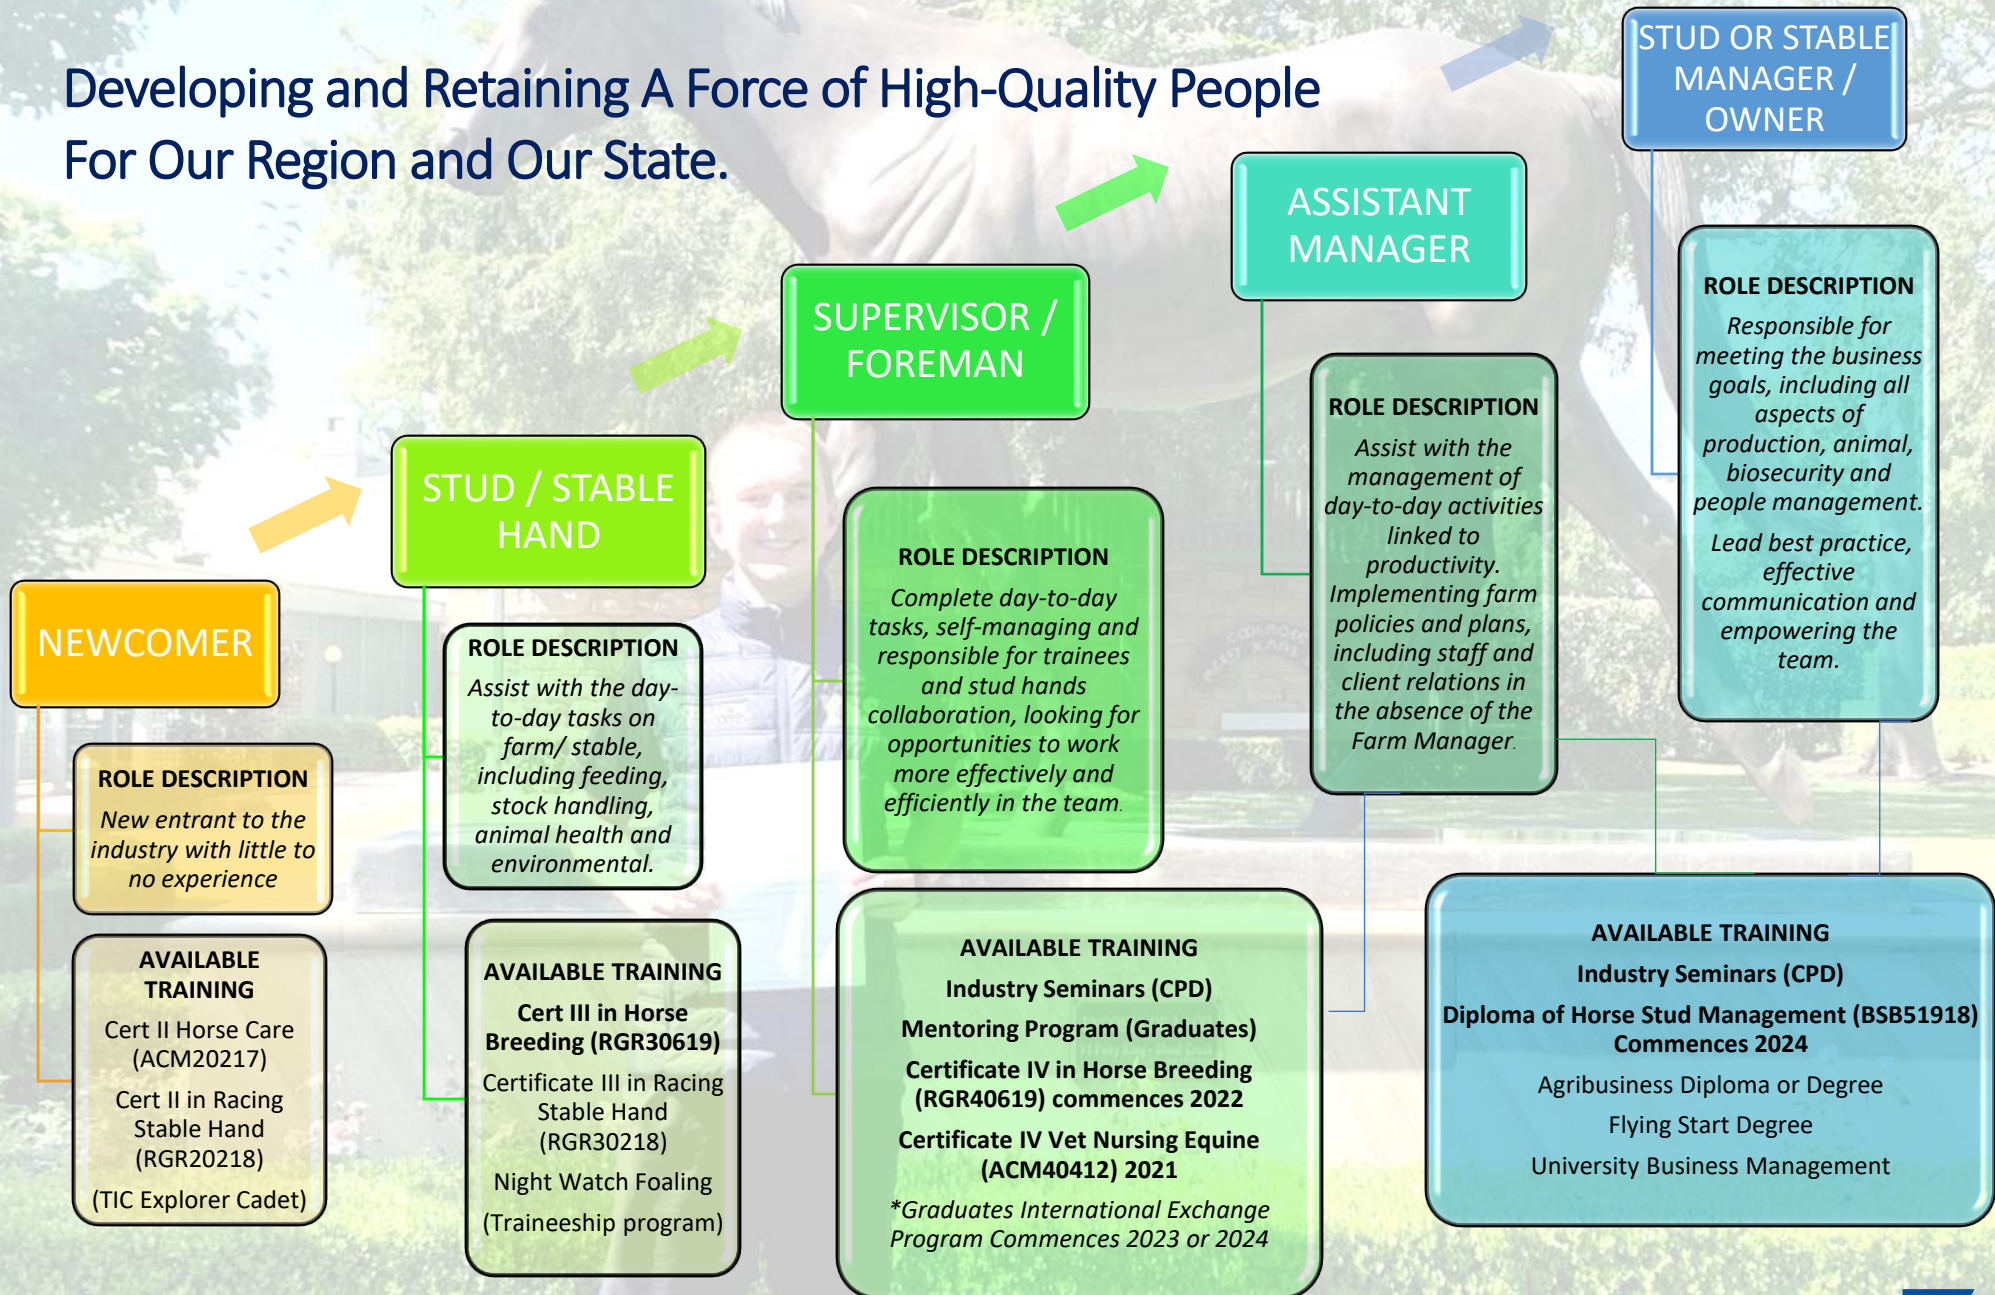 Developing and Retaining A Force of High-Quality People
For Our Region and Our State.
NEWCOMER
ROLE DESCRIPTION
New entrant to the
industry with little to
no experience
AVAILABLE
TRAINING
Cert II Horse Care
(ACM20217)
Cert II in Racing
Stable Hand
(RGR20218)
(TIC Explorer Cadet)
STUD / STABLE
HAND
ROLE DESCRIPTION
Assist with the day-
to-day tasks on
farm/ stable,
including feeding,
stock handling,
animal health and
environmental.
AVAILABLE TRAINING
Cert III in Horse
Breeding (RGR30619)
Certificate III in Racing
Stable Hand
(RGR30218)
Night Watch Foaling
(Traineeship program)
SUPERVISOR /
FOREMAN
ROLE DESCRIPTION
Complete day-to-day
tasks, self-managing and
responsible for trainees
and stud hands
collaboration, looking for
opportunities to work
more effectively and
efficiently in the team.
AVAILABLE TRAINING
Industry Seminars (CPD)
Mentoring Program (Graduates)
Certificate IV in Horse Breeding
(RGR40619) commences 2022
Certificate IV Vet Nursing Equine
(ACM40412) 2021
*Graduates International Exchange
Program Commences 2023 or 2024
ASSISTANT
MANAGER
ROLE DESCRIPTION
Assist with the
management of
day-to-day activities
linked to
productivity.
Implementing farm
policies and plans,
including staff and
client relations in
the absence of the
Farm Manager.
STUD OR STABLE
MANAGER /
OWNER
ROLE DESCRIPTION
Responsible for
meeting the business
goals, including all
aspects of
production, animal,
biosecurity and
people management.
Lead best practice,
effective
communication and
empowering the
team.
AVAILABLE TRAINING
Industry Seminars (CPD)
Diploma of Horse Stud Management (BSB51918)
Commences 2024
Agribusiness Diploma or Degree
Flying Start Degree
University Business Management